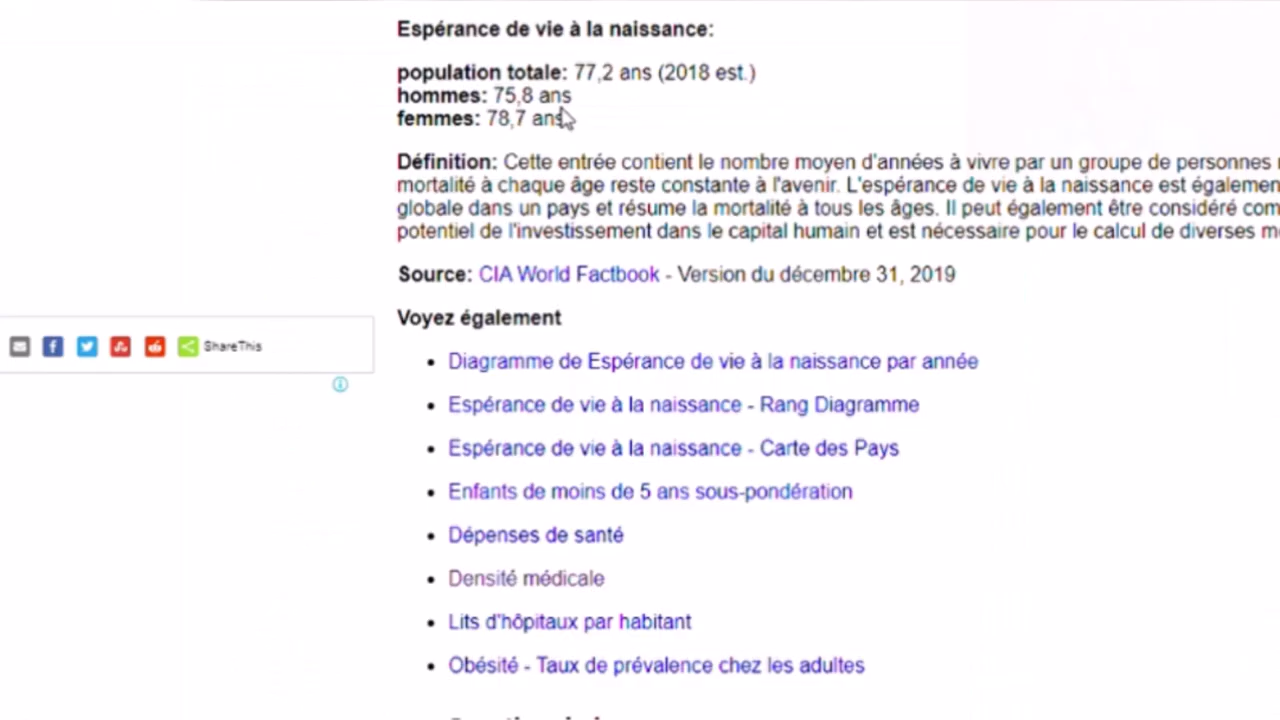 Espérance de vie à la naissance:
population totale: 77,2 ans (2018 est.)
hommes: 75,8 ans
femmes: 78,7 ans
Définition: Cette entrée contient le nombre moyen d'années à vivre par un groupe de personnes
mortalité à chaque âge reste constante à l'avenir. L'espérance de vie à la naissance est égalemen
globale dans un pays et résume la mortalité à tous les âges. Il peut également être considéré com
potentiel de l'investissement dans le capital humain et est nécessaire pour le calcul de diverses m
Source: CIA World Factbook - Version du décembre 31, 2019
Voyez également
ShareThis
• Diagramme de Espérance de vie à la naissance par année
• Espérance de vie à la naissance - Rang Diagramme
• Espérance de vie à la naissance - Carte des Pays
• Enfants de moins de 5 ans sous-pondération
• Dépenses de santé
• Densité médicale
• Lits d'hôpitaux par habitant
• Obésité - Taux de prévalence chez les adultes